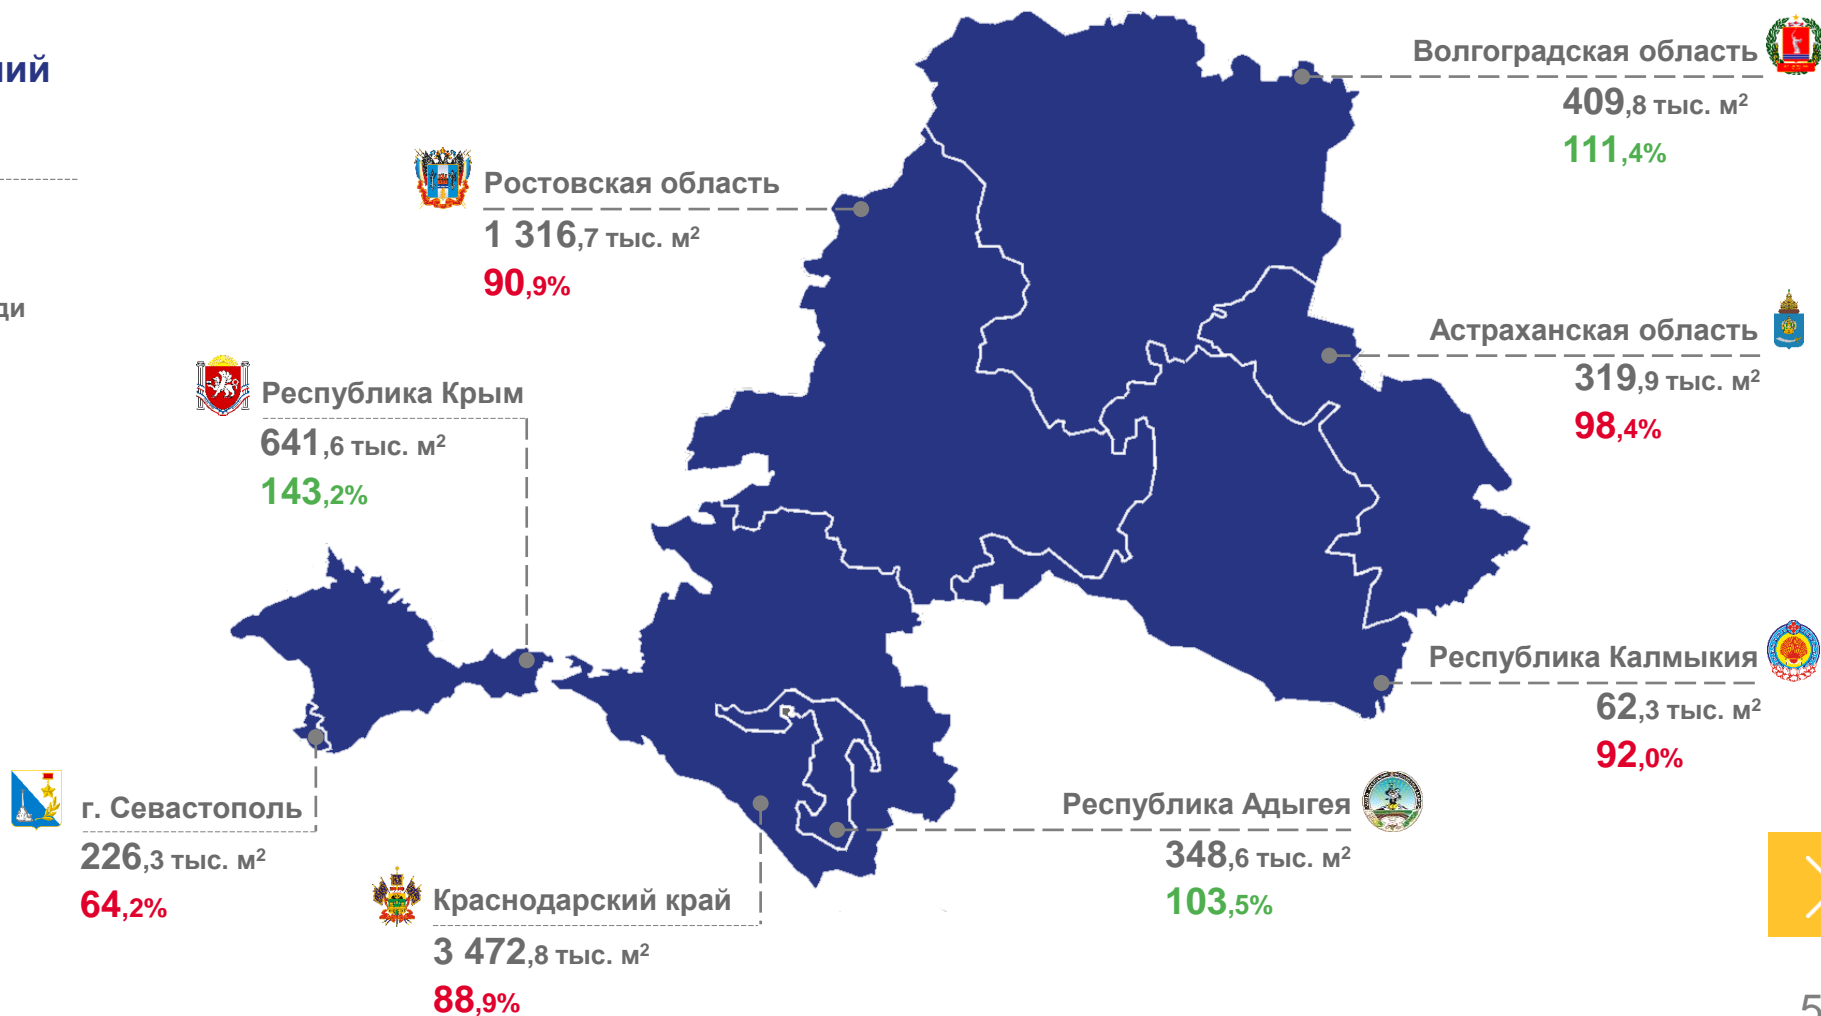 ий
ди
Волгоградская область
409,8 тыс. м²
111,4%
Ростовская область
1 316,7 тыс. м²
90,9%
Астраханская область
319,9 тыс. м²
98,4%
Республика Крым
641,6 тыс. м²
143,2%
Республика Калмыкия
62,3 тыс. м²
92,0%
г. Севастополь
226,3 тыс. м²
64,2%
Республика Адыгея
348,6 тыс. м²
103,5%
Краснодарский край
3 472,8 тыс. м²
88,9%
5